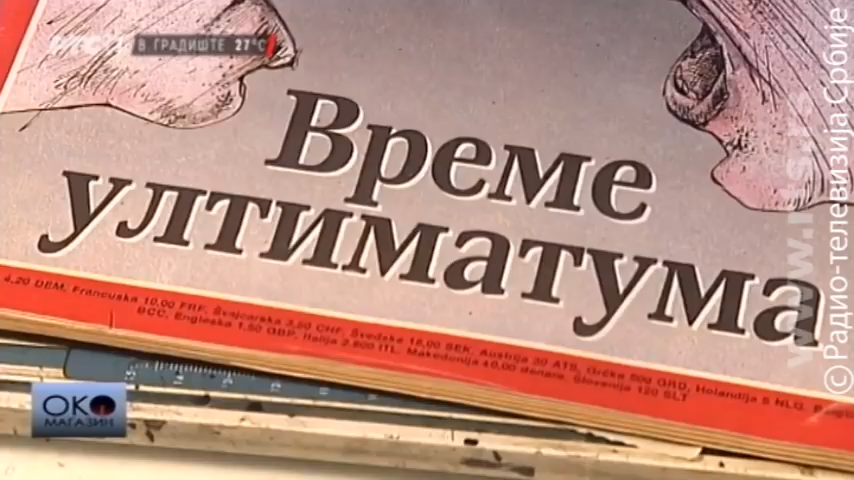 В ГРАДИШТЕ 27°C
Време
ултиматума
4,20 DEM, Francuska 10,00 FRF, Švajcarska 3,50 CHF, Švedska 18,00 SEK, Austrija 30 ATS, Grčka 500 GRD, Holandija 5 NLG,
BCC, Engleska 1,50 GBP, Italija 2.800 ITL, Makedonija 40,00 denara, Slovenija 120 SLT
ОКО
МАГАЗИН
© Радио-телевизија Србије